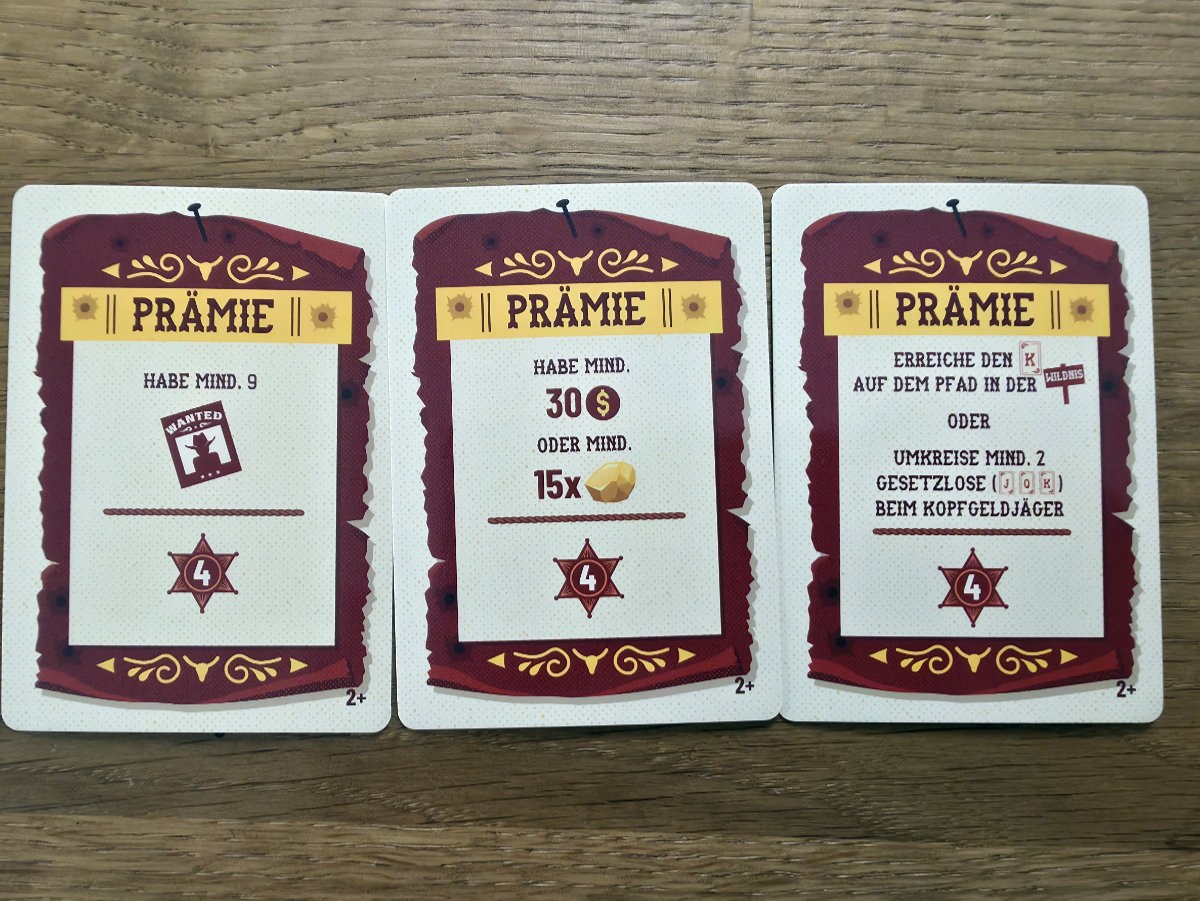 PRÄMIE
HABE MIND. 9
WANTED
4
2+
PRÄMIE
HABE MIND.
30 $
ODER MIND.
15x
4
2+
PRÄMIE
ERREICHE DEN K
AUF DEM PFAD IN DER WILDNIS
ODER
UMKREISE MIND. 2
GESETZLOSE (J Q K)
BEIM KOPFGELDJÄGER
4
2+